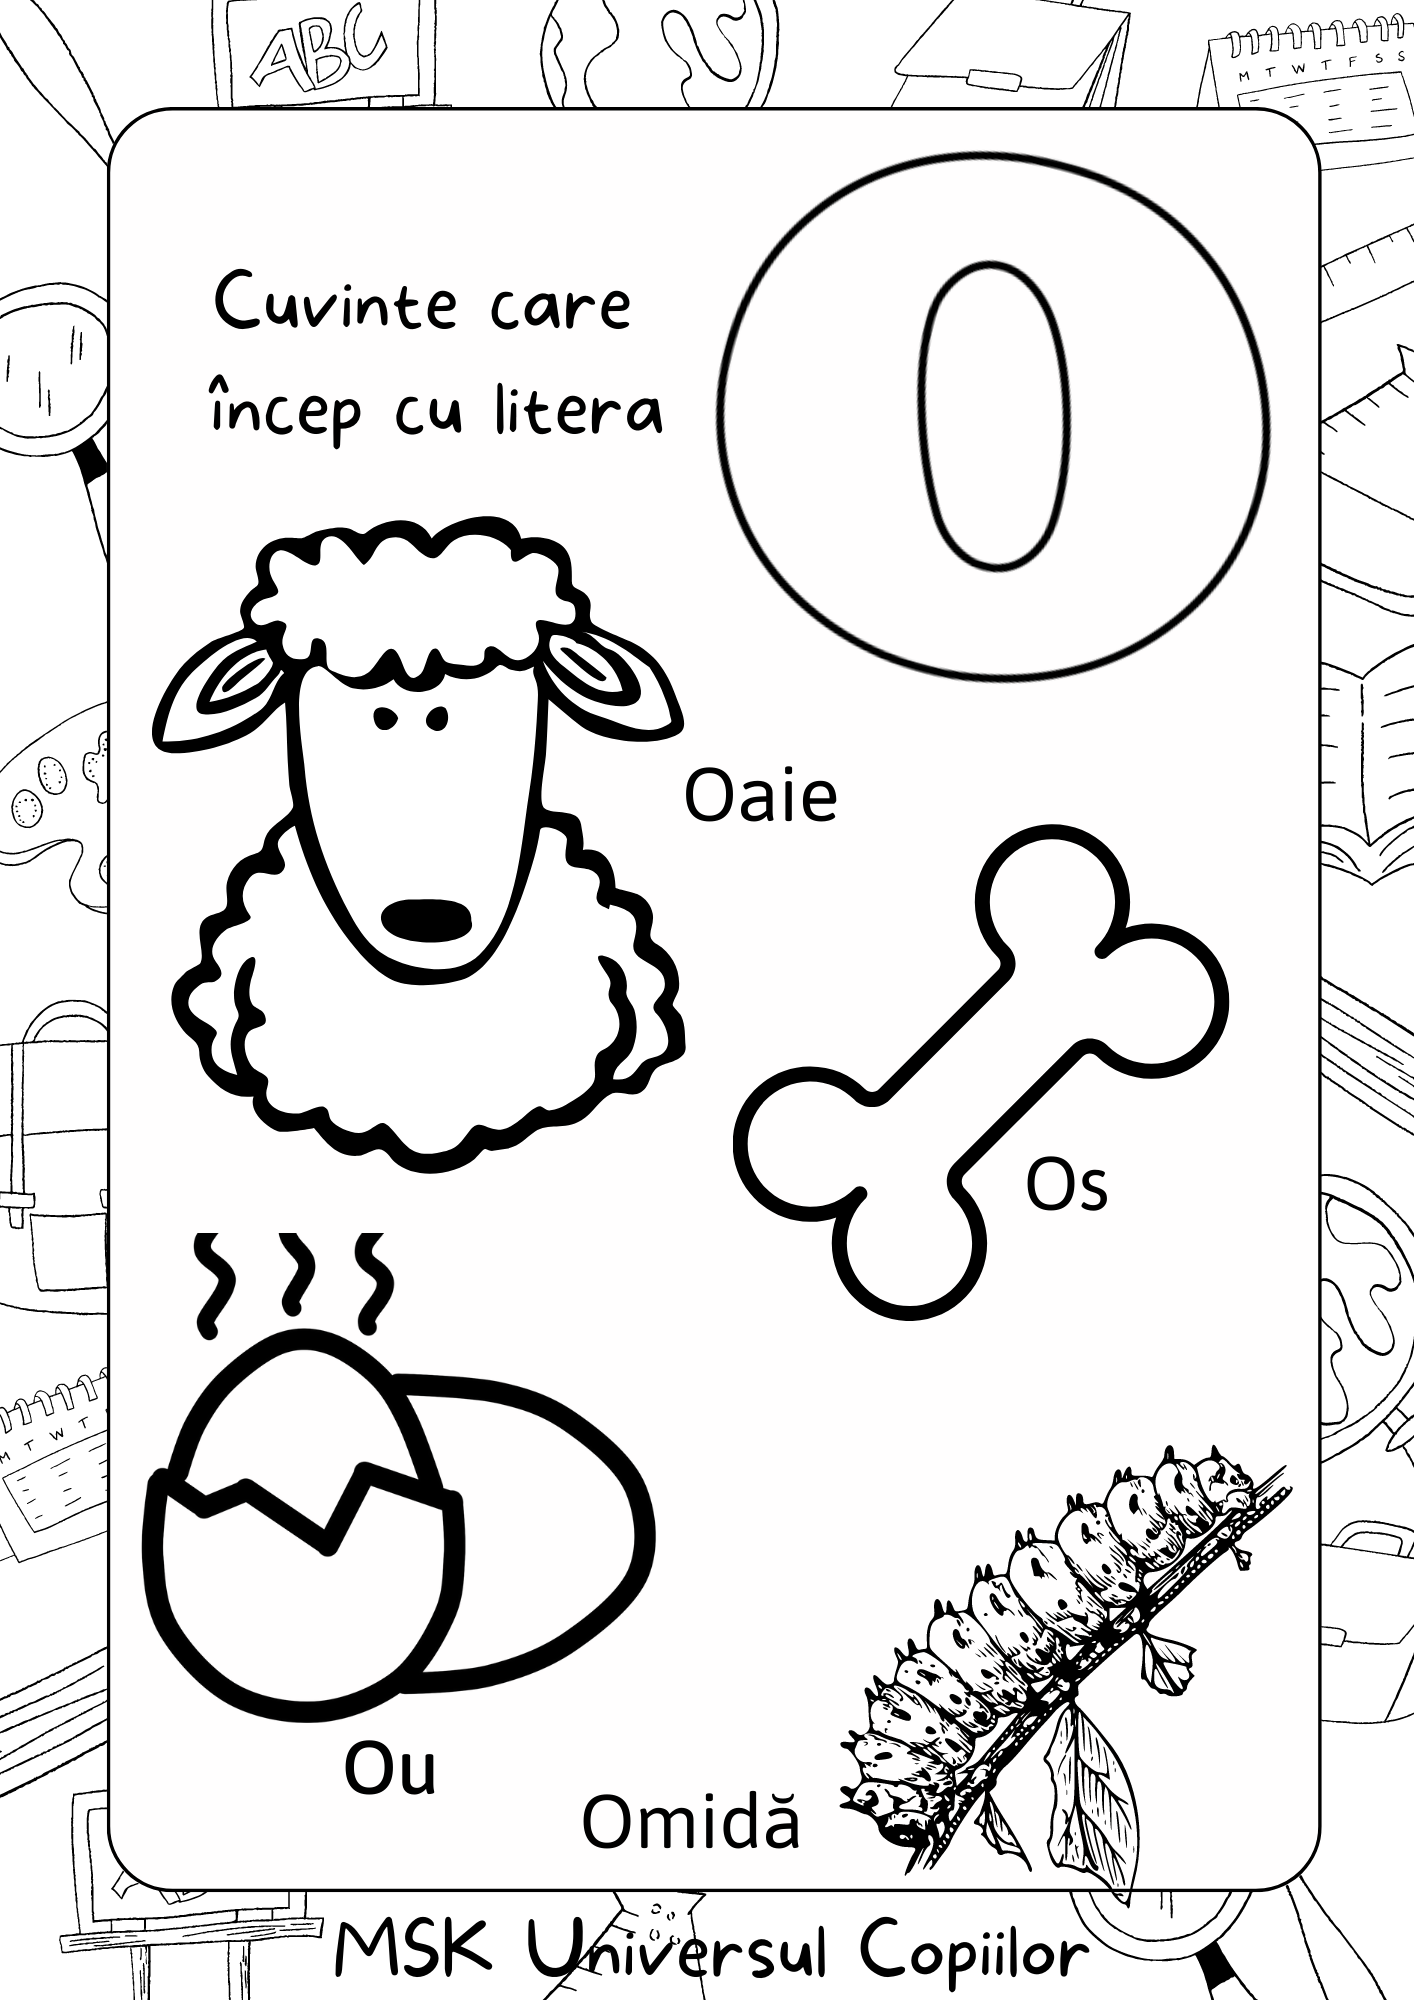 ABC
M T W T F S S
Cuvinte care
încep cu litera
O
Oaie
Os
M T W T
Ou
Omidă
MSK Universul Copiilor